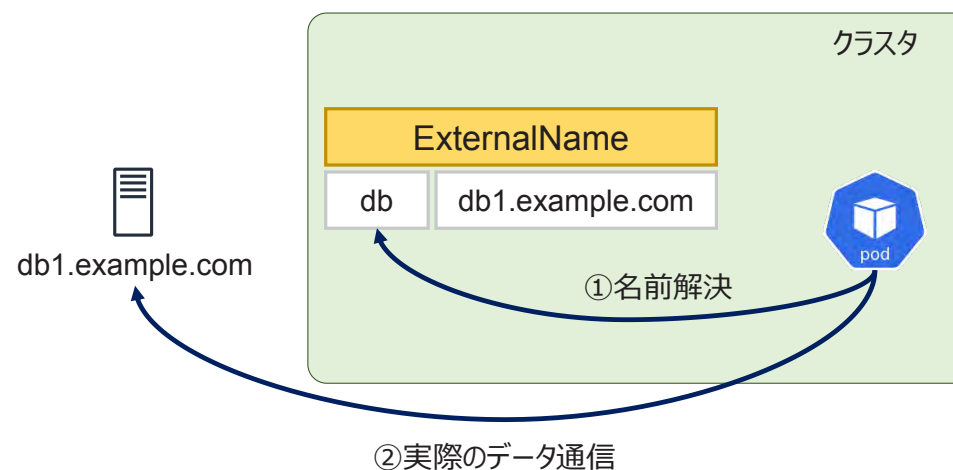 クラスタ
ExternalName
db
db1.example.com
pod
db1.example.com
①名前解決
②実際のデータ通信